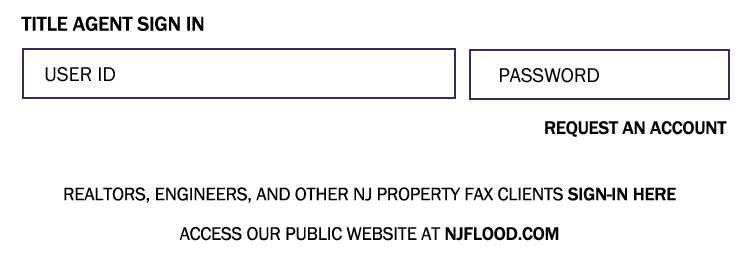 TITLE AGENT SIGN IN
USER ID
PASSWORD
REQUEST AN ACCOUNT
REALTORS, ENGINEERS, AND OTHER NJ PROPERTY FAX CLIENTS SIGN-IN HERE
ACCESS OUR PUBLIC WEBSITE AT NJFLOOD.COM